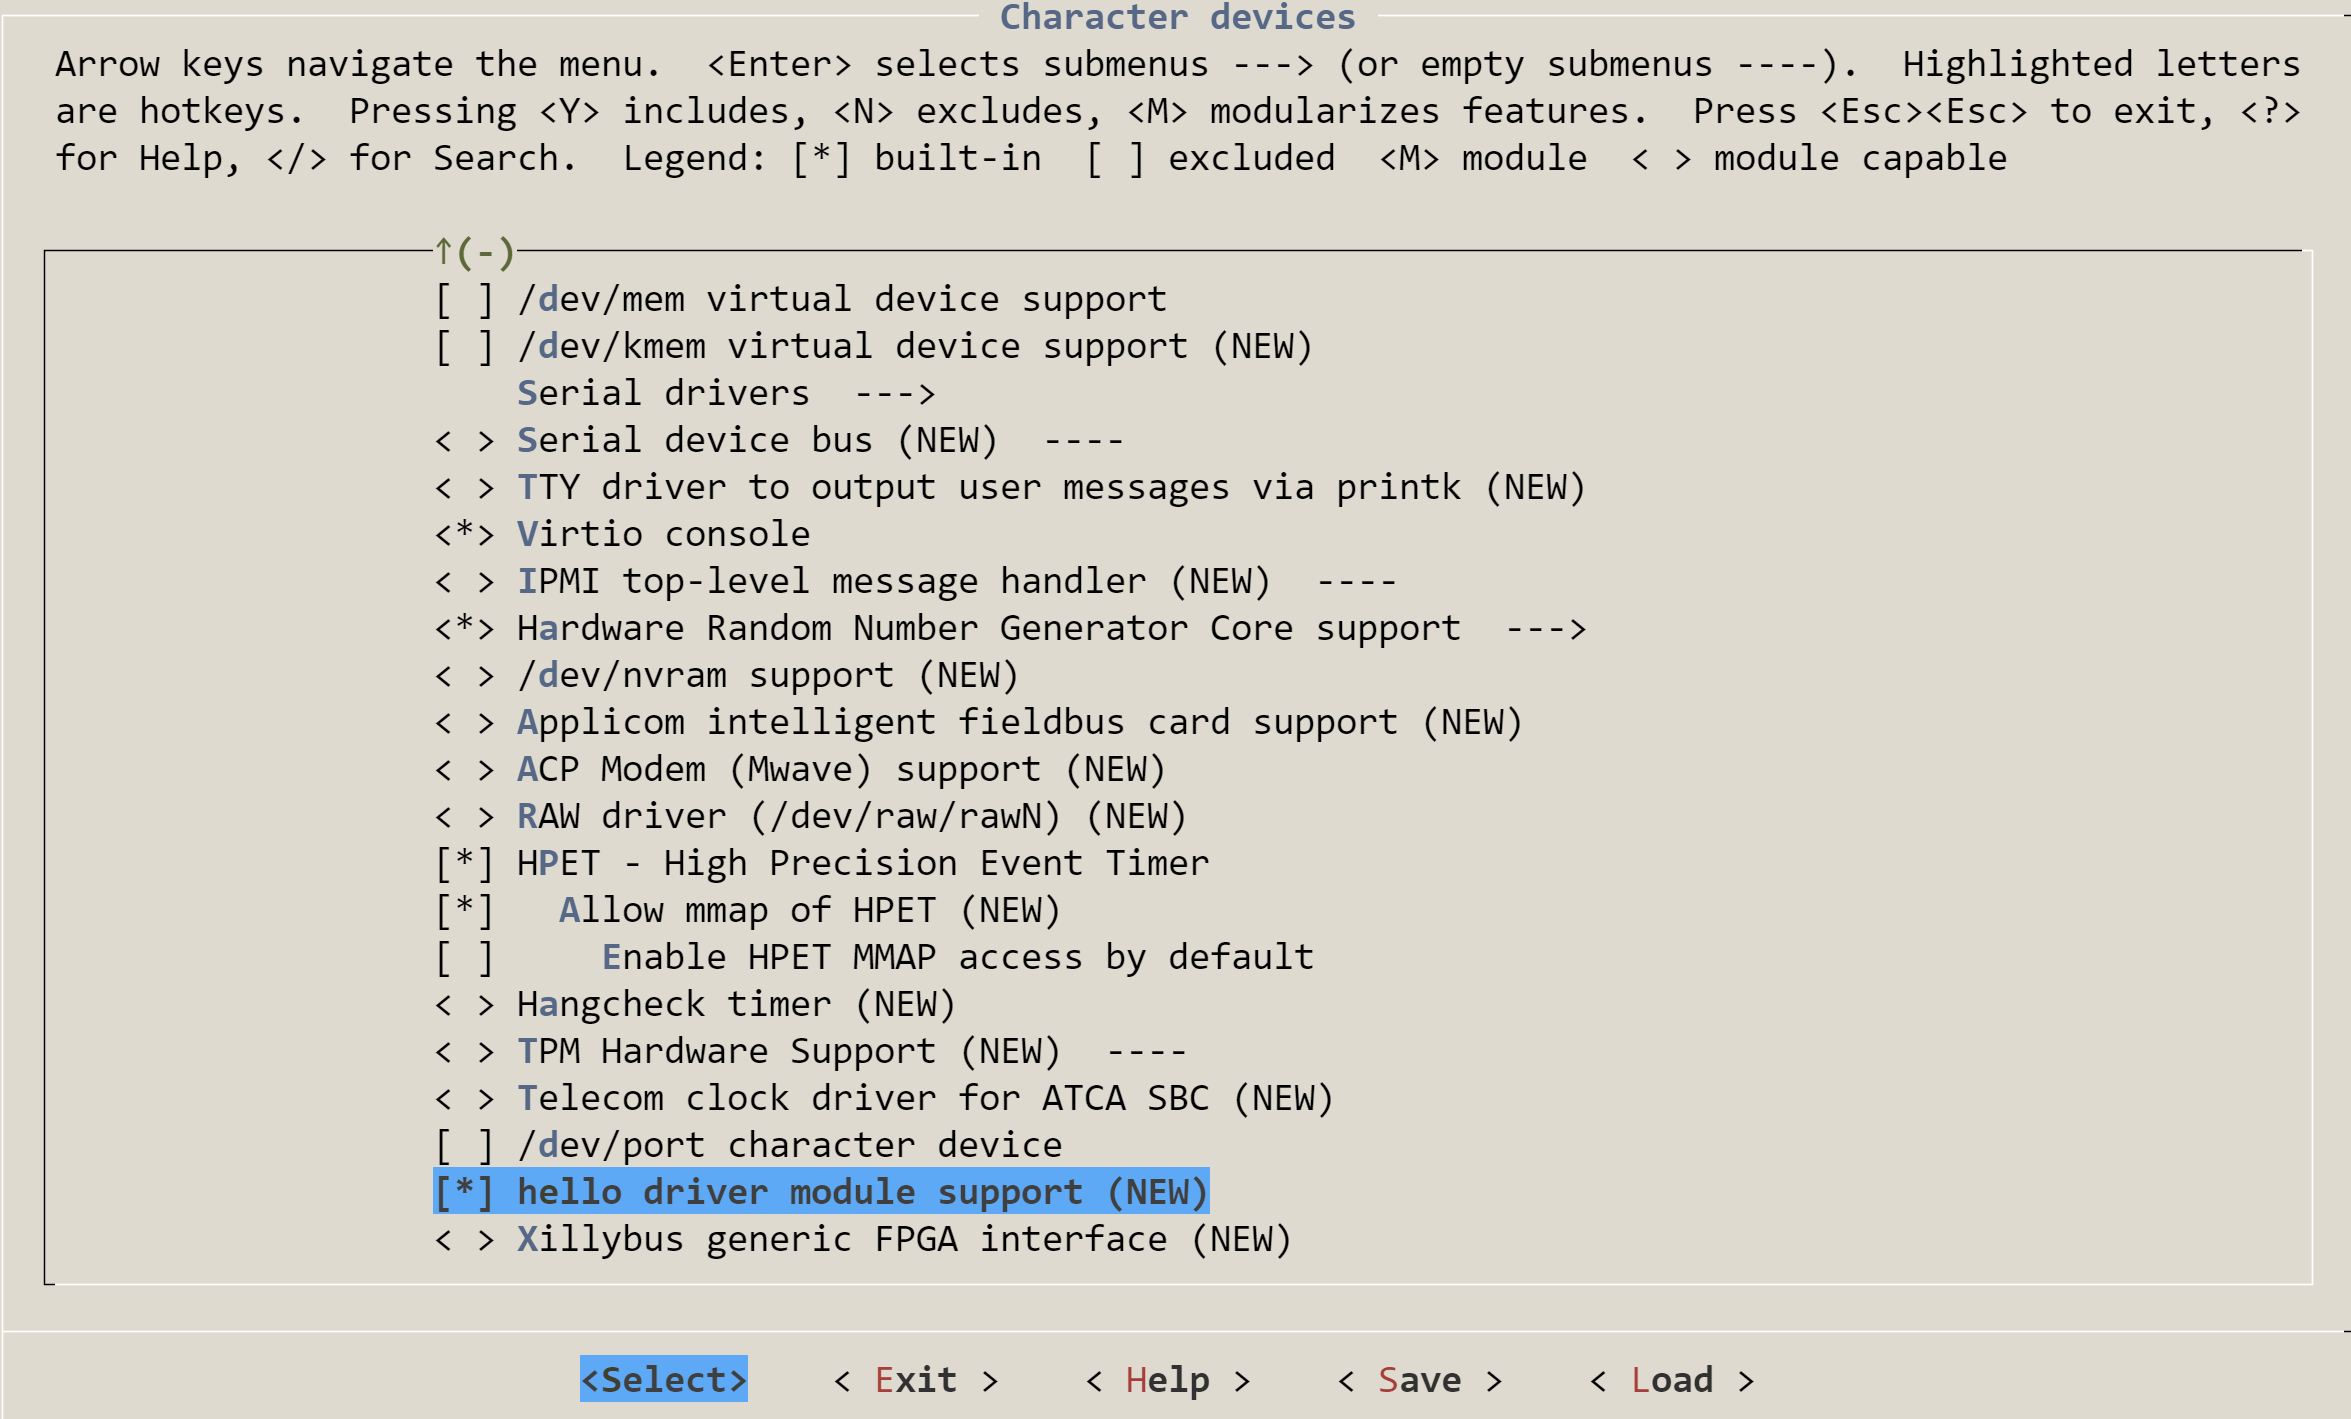 Character devices
Arrow keys navigate the menu.  <Enter> selects submenus ---> (or empty submenus ----).  Highlighted letters
are hotkeys.  Pressing <Y> includes, <N> excludes, <M> modularizes features.  Press <Esc><Esc> to exit, <?>
for Help, </> for Search.  Legend: [*] built-in  [ ] excluded  <M> module  < > module capable
↑(-)
[ ] /dev/mem virtual device support
[ ] /dev/kmem virtual device support (NEW)
Serial drivers  --->
< > Serial device bus (NEW)  ----
< > TTY driver to output user messages via printk (NEW)
<*> Virtio console
< > IPMI top-level message handler (NEW)  ----
<*> Hardware Random Number Generator Core support  --->
< > /dev/nvram support (NEW)
< > Applicom intelligent fieldbus card support (NEW)
< > ACP Modem (Mwave) support (NEW)
< > RAW driver (/dev/raw/rawN) (NEW)
[*] HPET - High Precision Event Timer
[*]   Allow mmap of HPET (NEW)
[ ]     Enable HPET MMAP access by default
< > Hangcheck timer (NEW)
< > TPM Hardware Support (NEW)  ----
< > Telecom clock driver for ATCA SBC (NEW)
[ ] /dev/port character device
[*] hello driver module support (NEW)
< > Xillybus generic FPGA interface (NEW)
<Select>    < Exit >    < Help >    < Save >    < Load >